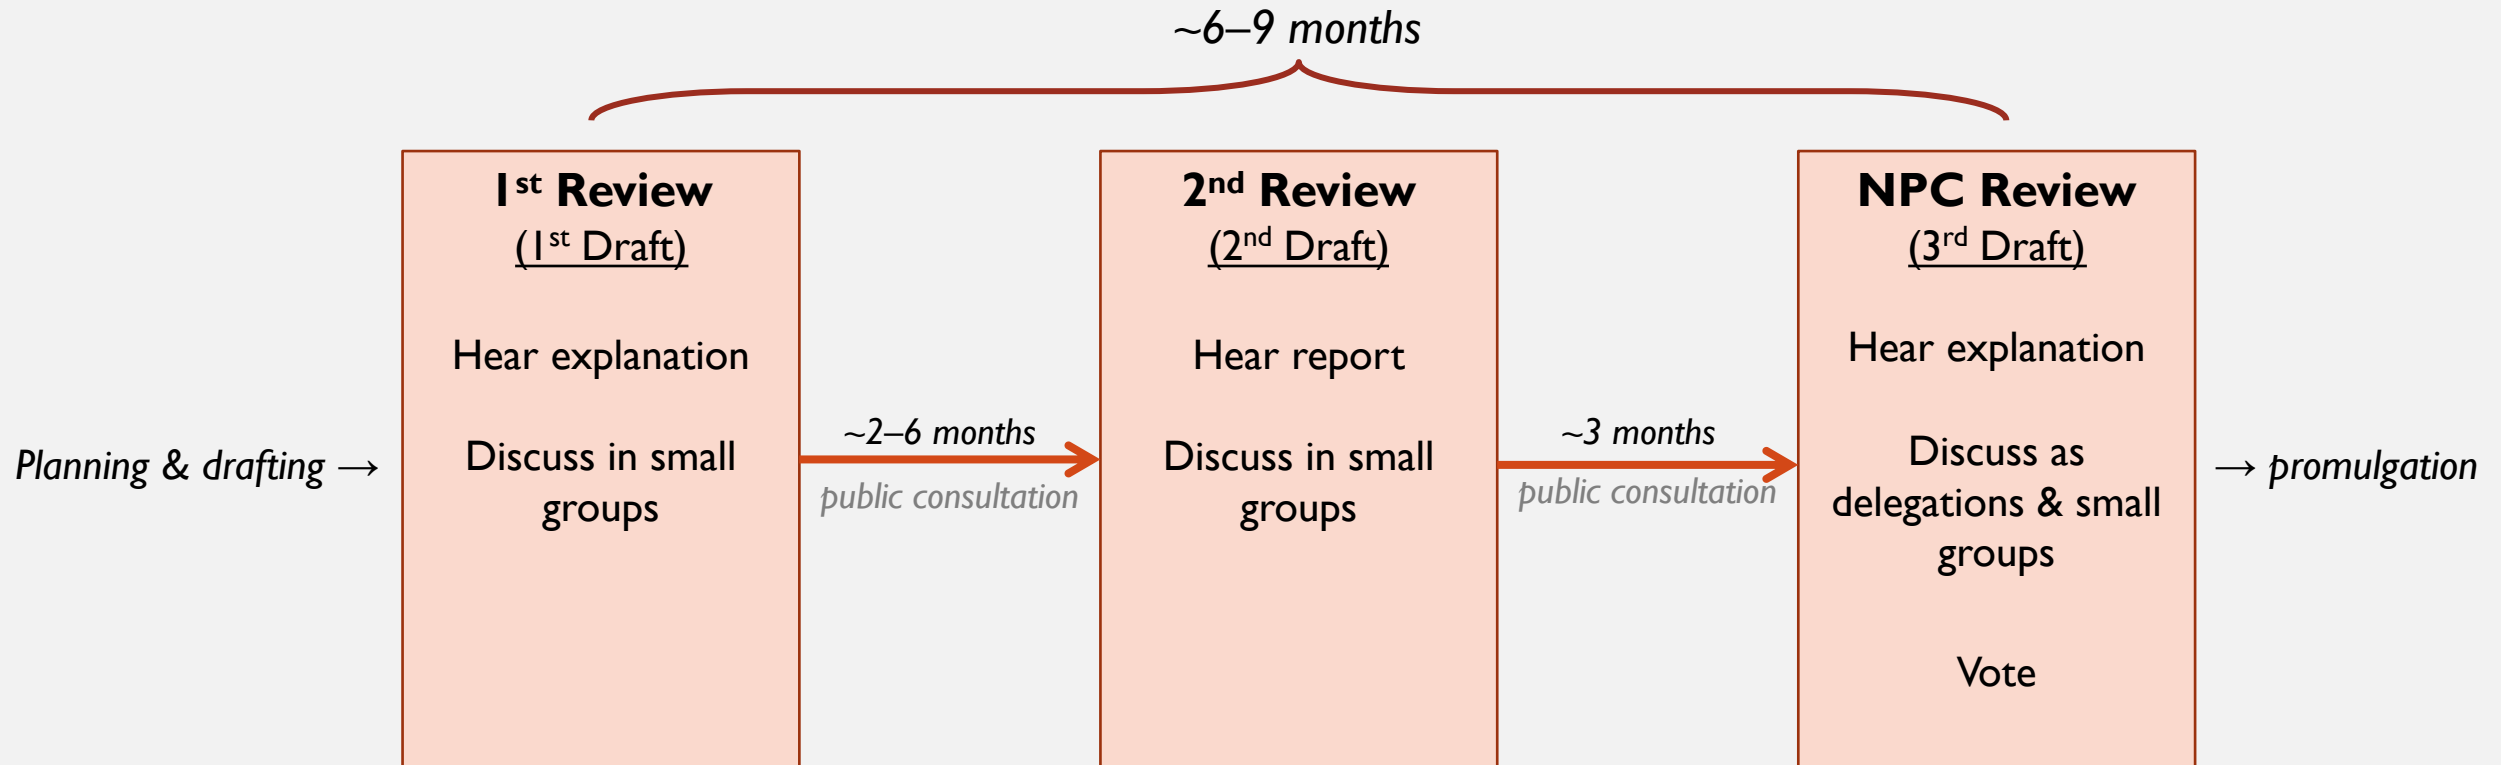 ~6–9 months
Planning & drafting →
1st Review
(1st Draft)
Hear explanation
Discuss in small
groups
~2–6 months
public consultation
2nd Review
(2nd Draft)
Hear report
Discuss in small
groups
~3 months
public consultation
NPC Review
(3rd Draft)
Hear explanation
Discuss as
delegations & small
groups
Vote
→ promulgation